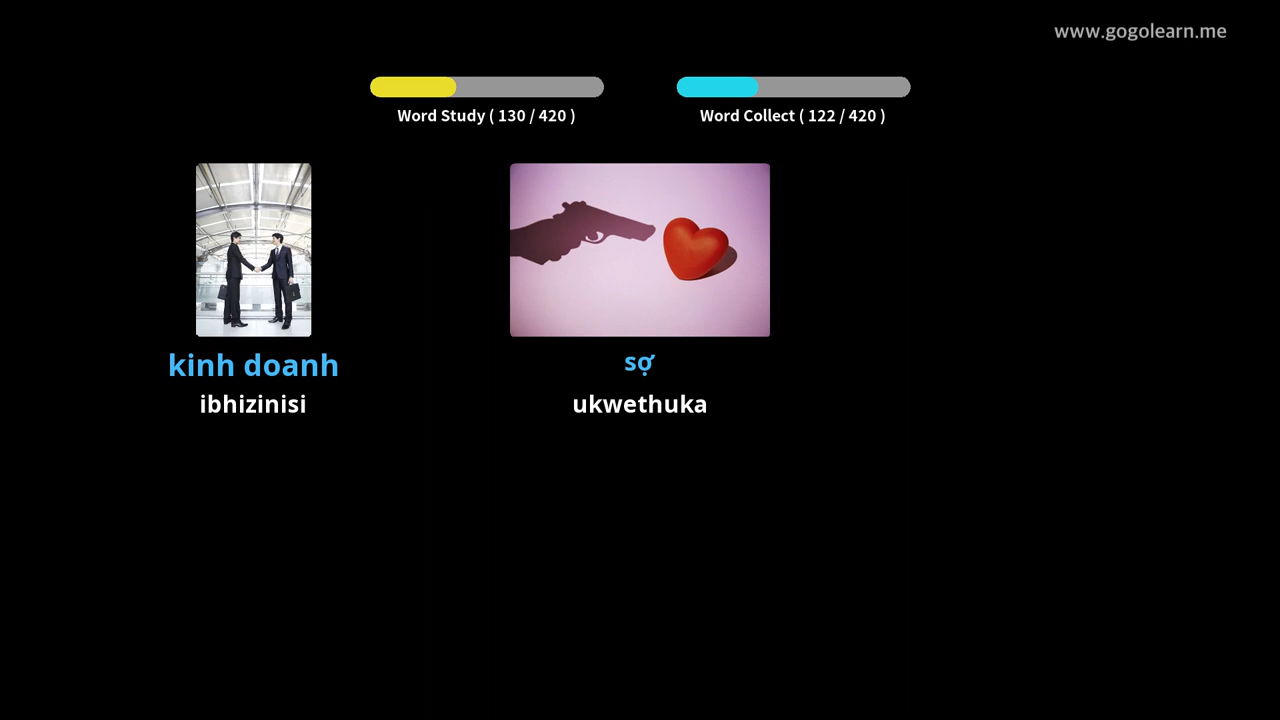 www.gogolearn.me
Word Study ( 130 / 420 )
Word Collect ( 122 / 420 )
kinh doanh
ibhizinisi
sợ
ukwethuka